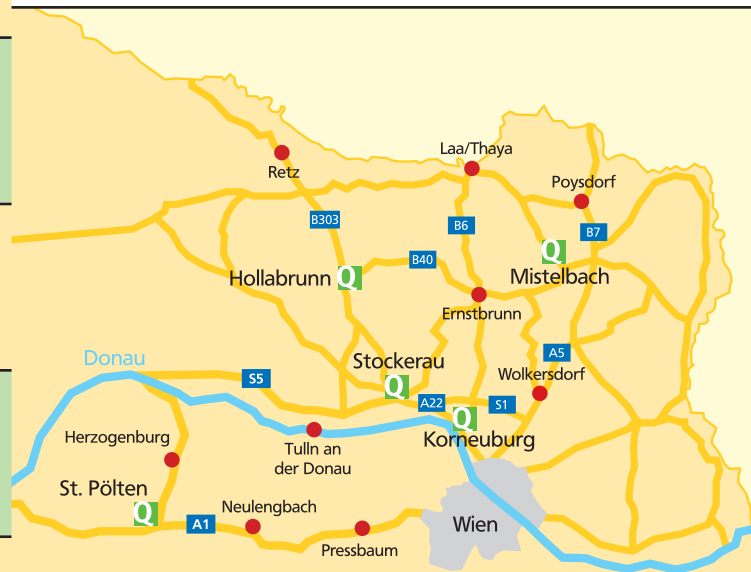 Laa/Thaya
Retz
Poysdorf
B303
B6
B7
Q
Mistelbach
B40
Hollabrunn
Q
Ernstbrunn
Donau
Stockerau
A5
Wolkersdorf
S5
Q
A22
S1
Q
Korneuburg
Herzogenburg
Tulln an
der Donau
St. Pölten
Q
A1
Neulengbach
Wien
Pressbaum